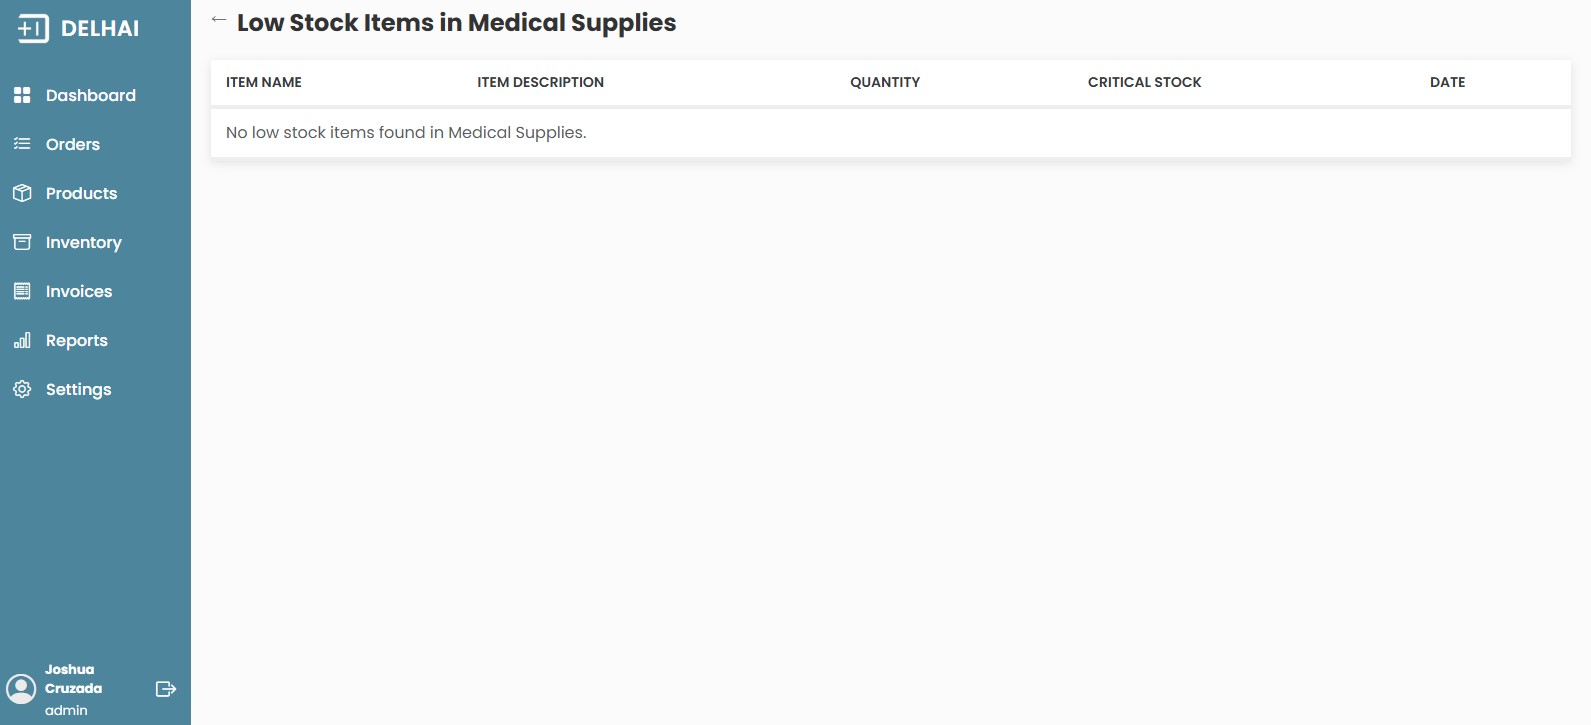 DELHAI
Dashboard
Orders
Products
Inventory
Invoices
Reports
Settings
Joshua
Cruzada
admin
← Low Stock Items in Medical Supplies
ITEM NAME ITEM DESCRIPTION QUANTITY CRITICAL STOCK DATE
No low stock items found in Medical Supplies.